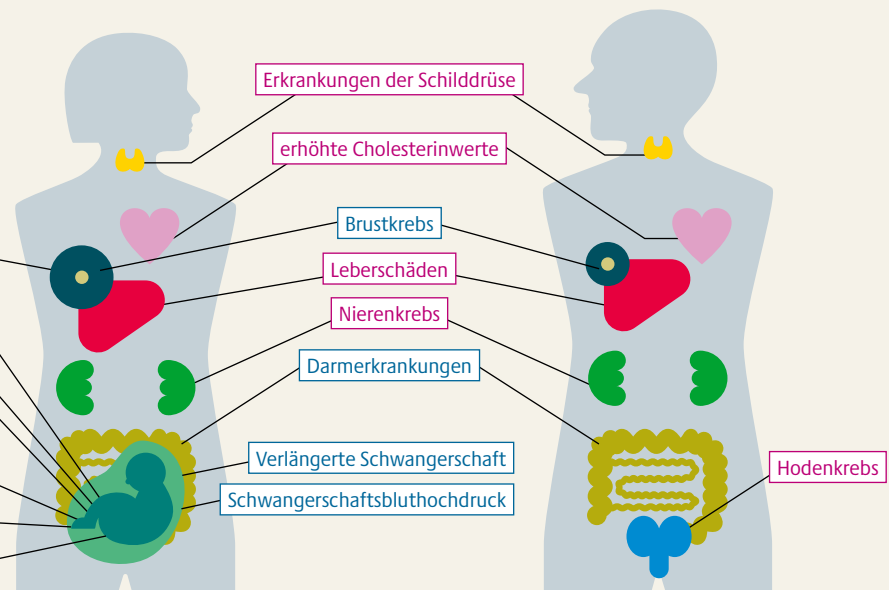 Erkrankungen der Schilddrüse
erhöhte Cholesterinwerte
Brustkrebs
Leberschäden
Nierenkrebs
Darmerkrankungen
Verlängerte Schwangerschaft
Hodenkrebs
Schwangerschaftsbluthochdruck